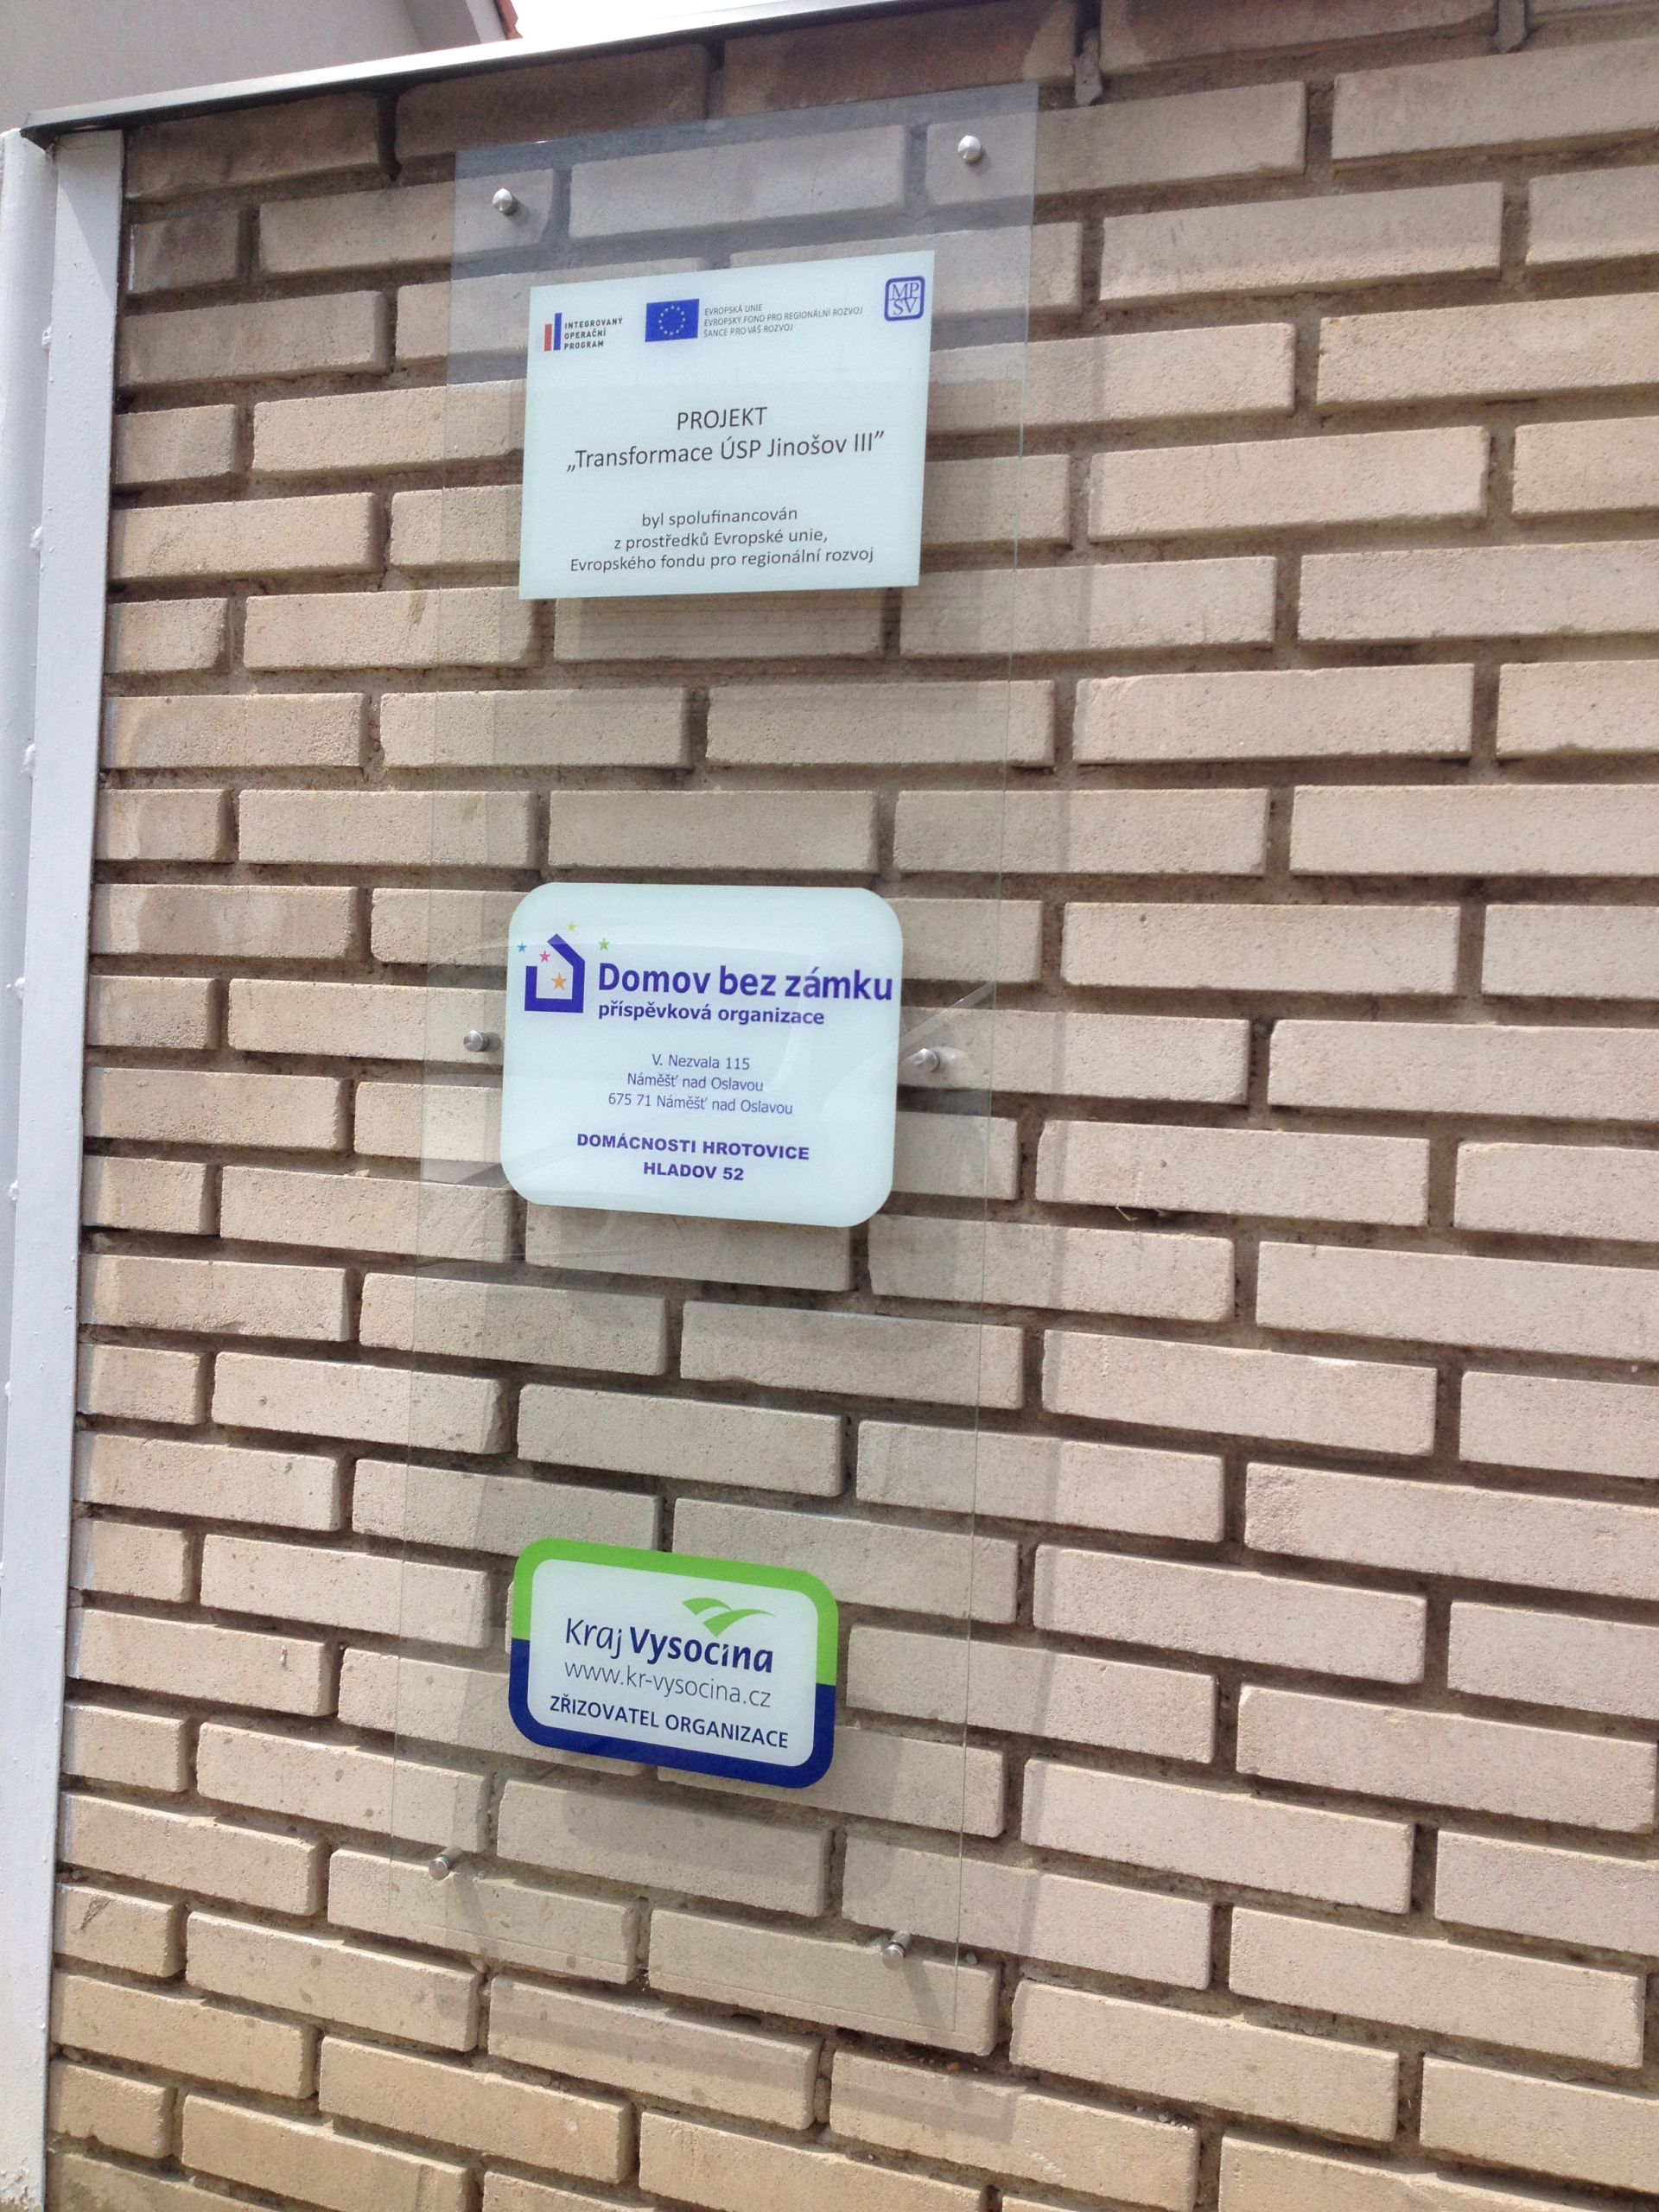 INTEGROVANÝ
OPERAČNÍ
PROGRAM
EVROPSKÁ UNIE
EVROPSKÝ FOND PRO REGIONÁLNÍ ROZVOJ
ŠANCE PRO VÁŠ ROZVOJ
MP
SV
PROJEKT
„Transformace ÚSP Jinošov III”
byl spolufinancován
z prostředků Evropské unie,
Evropského fondu pro regionální rozvoj
Domov bez zámku
příspěvková organizace
V. Nezvala 115
Náměšť nad Oslavou
675 71 Náměšť nad Oslavou
DOMÁCNOSTI HROTOVICE
HLADOV 52
Kraj Vysočina
www.kr-vysocina.cz
ZŘIZOVATEL ORGANIZACE